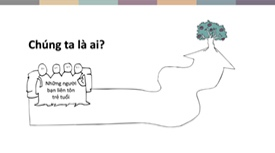 Chúng ta là ai?
Những người
bạn liên tôn
trẻ tuổi